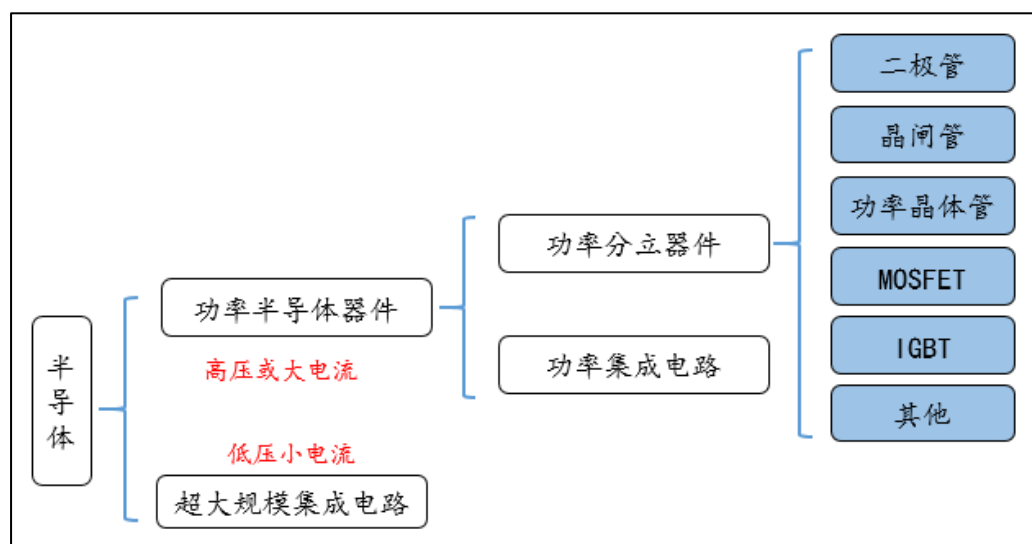 二极管
晶闸管
功率晶体管
MOSFET
IGBT
其他
功率分立器件
功率集成电路
功率半导体器件
高压或大电流
低压小电流
超大规模集成电路
半导体